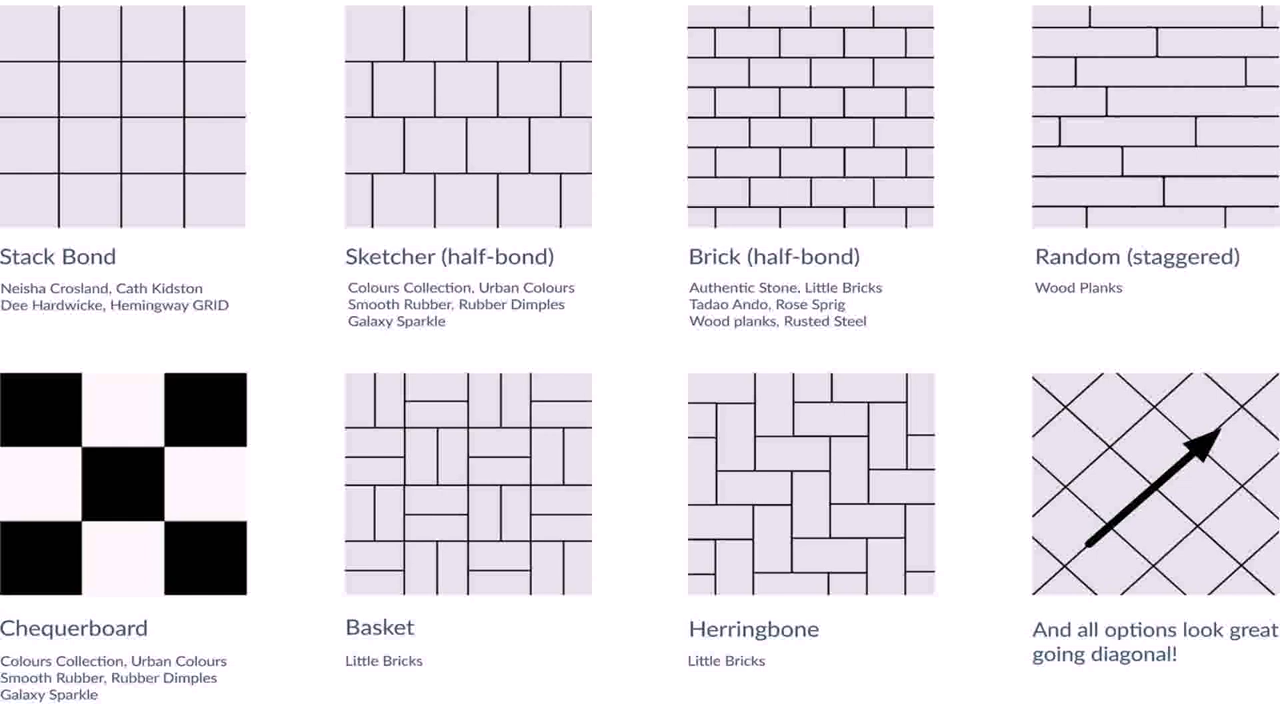 Stack Bond
Neisha Crosland, Cath Kidston
Dee Hardwicke, Hemingway GRID
Sketcher (half-bond)
Colours Collection, Urban Colours
Smooth Rubber, Rubber Dimples
Galaxy Sparkle
Brick (half-bond)
Authentic Stone, Little Bricks
Tadao Ando, Rose Sprig
Wood planks, Rusted Steel
Random (staggered)
Wood Planks
Chequerboard
Colours Collection, Urban Colours
Smooth Rubber, Rubber Dimples
Galaxy Sparkle
Basket
Little Bricks
Herringbone
Little Bricks
And all options look great
going diagonal!